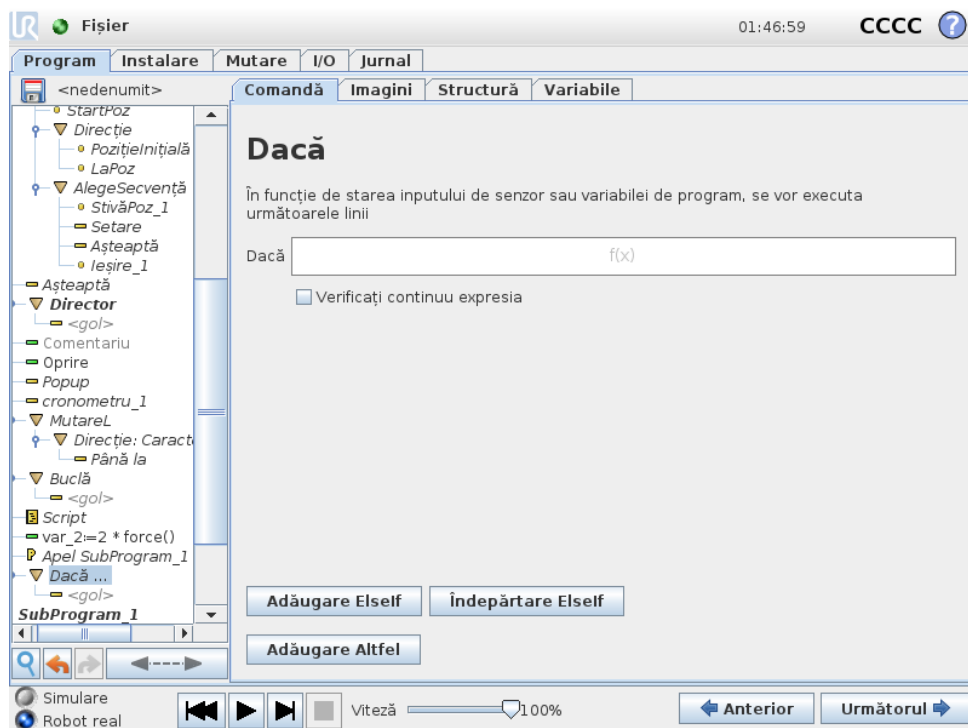 UR Fișier 01:46:59 CCCC ?
Program Instalare Mutare I/O Jurnal
<nedenumit>
Comandă Imagini Structură Variabile
StartPoz
Direcție
PozițieInițială
LaPoz
AlegeSecvență
StivăPoz_1
Setare
Așteaptă
Ieșire_1
Așteaptă
Director
<gol>
Comentariu
Oprire
Popup
cronometru_1
MutareL
Direcție: Caract
Până la
Buclă
<gol>
Script
var_2:=2 * force()
P Apel SubProgram_1
Dacă ...
<gol>
SubProgram_1
Dacă
În funcție de starea inputului de senzor sau variabilei de program, se vor executa
următoarele linii
Dacă f(x)
Verificați continuu expresia
Adăugare ElseIf Îndepărtare ElseIf
Adăugare Altfel
Simulare
Robot real
Viteză 100%
Anterior Următorul